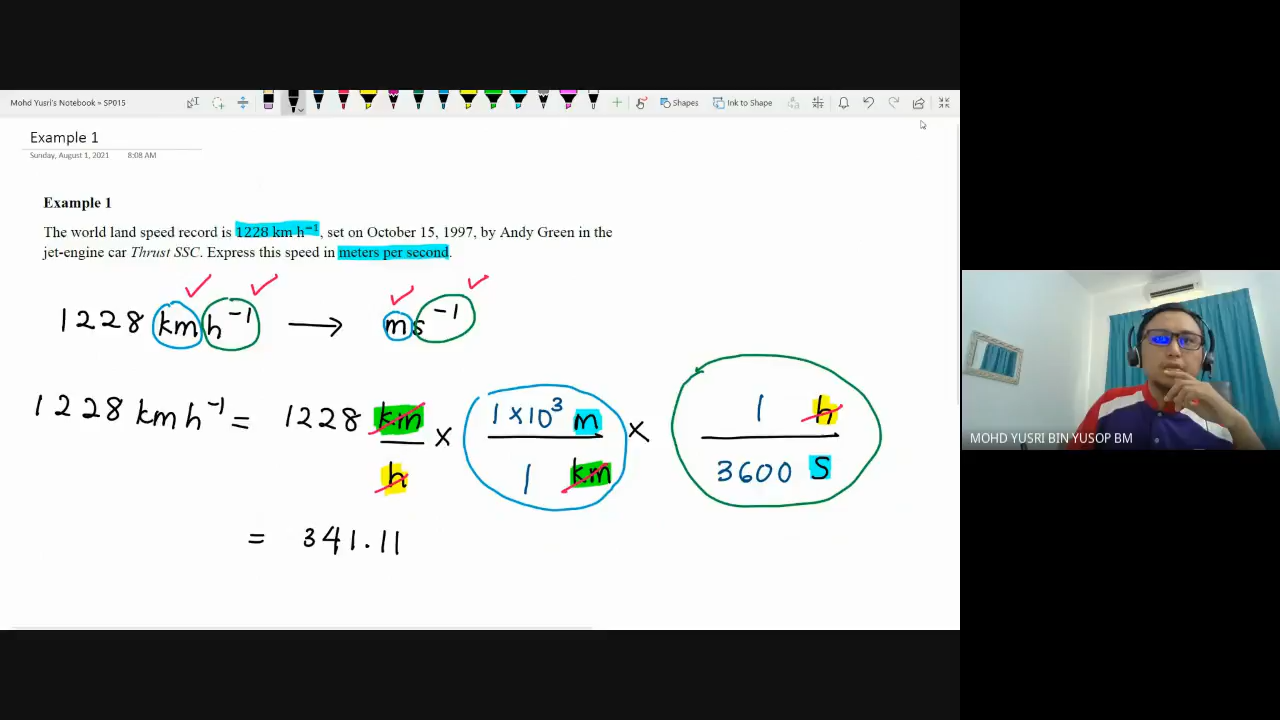 Mohd Yusri's Notebook » SP015
Shapes
Ink to Shape
Example 1
Sunday, August 1, 2021 8:08 AM
Example 1
The world land speed record is 1228 km h⁻¹, set on October 15, 1997, by Andy Green in the
jet-engine car Thrust SSC. Express this speed in meters per second.
1228 km h⁻¹ → m s⁻¹
1228 km h⁻¹ = 1228 km/h × 1×10³ m/1 km × 1 h/3600 s
= 341.11
MOHD YUSRI BIN YUSOP BM